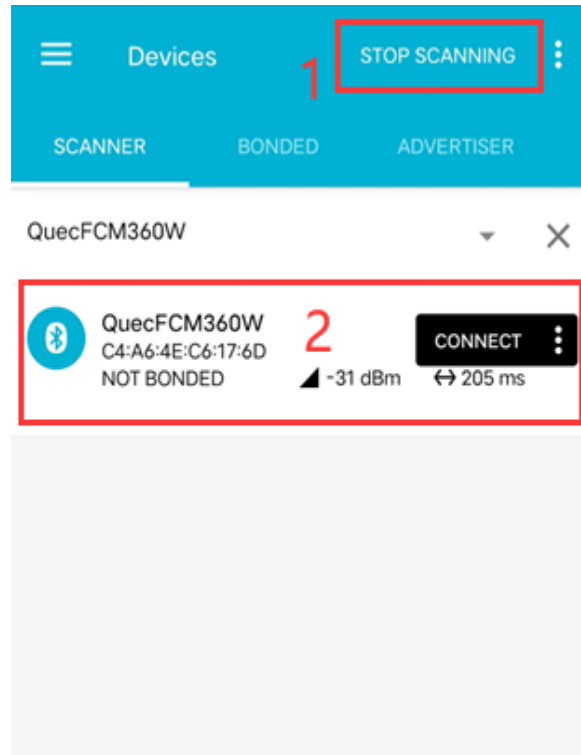 Devices
1
STOP SCANNING
SCANNER BONDED ADVERTISER
QuecFCM360W
QuecFCM360W
2
CONNECT
C4:A6:4E:C6:17:6D
NOT BONDED -31 dBm 205 ms